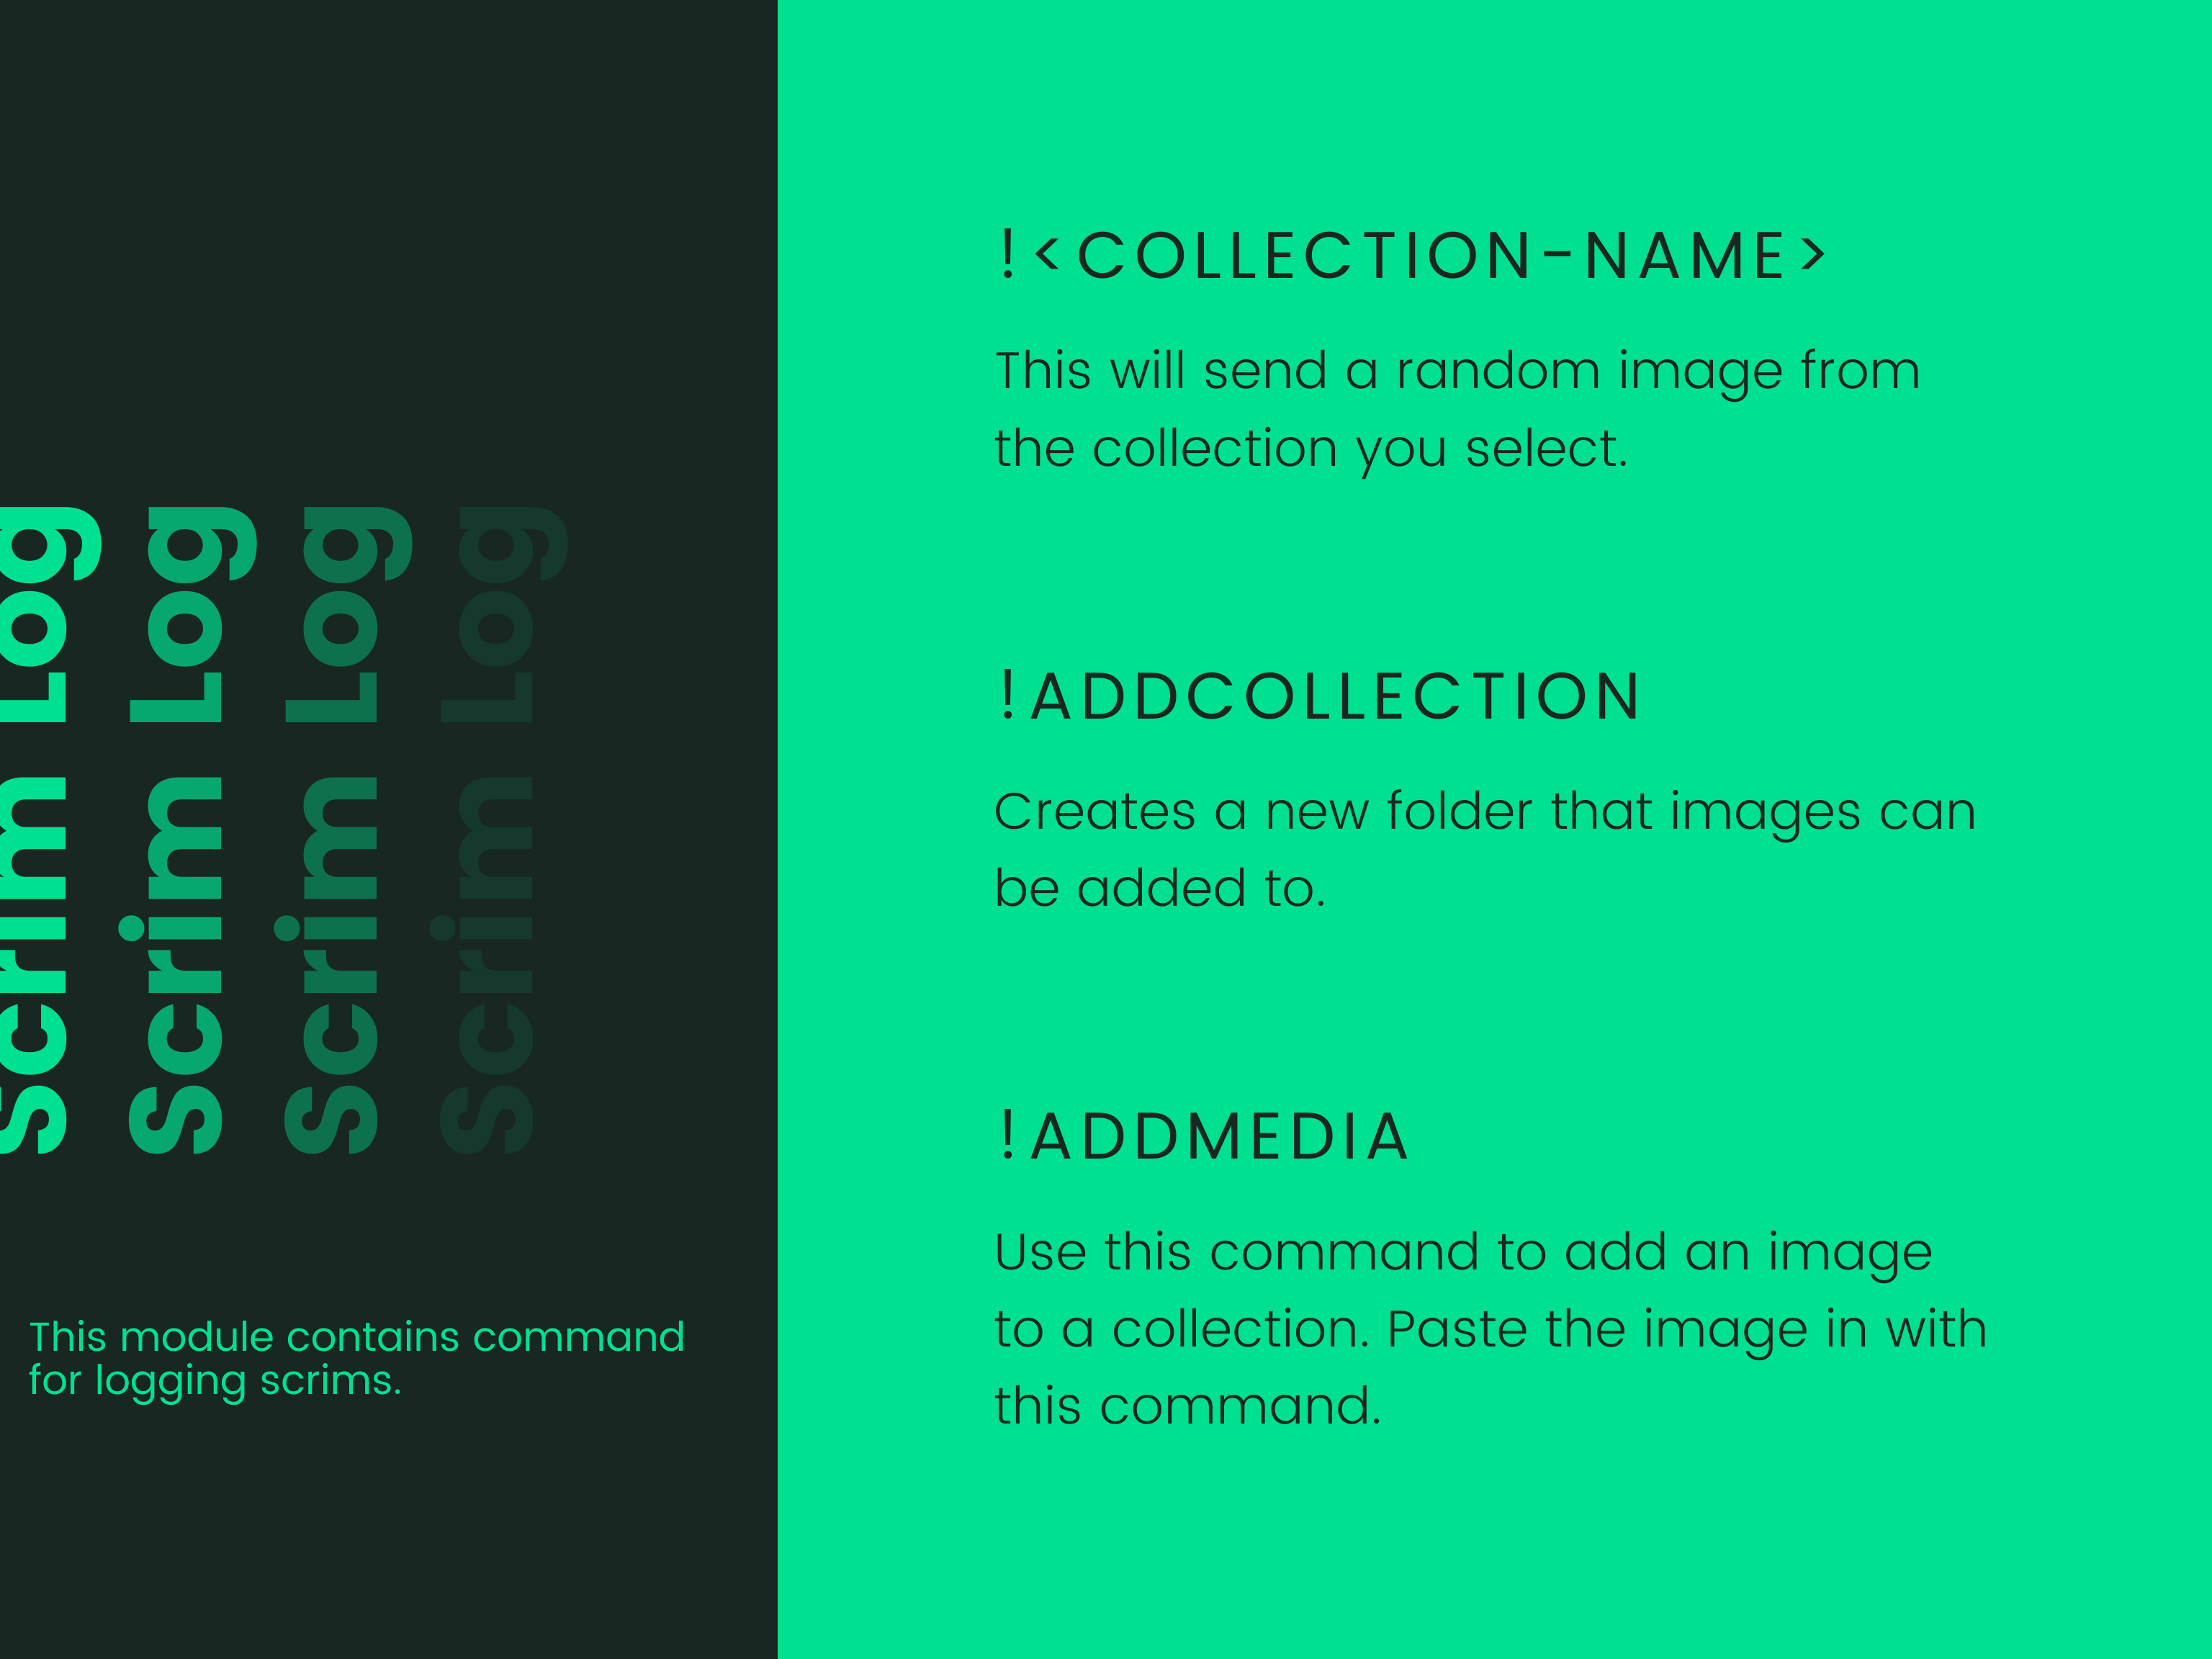 Scrim Log
Scrim Log
Scrim Log
Scrim Log
This module contains command
for logging scrims.
!<COLLECTION-NAME>
This will send a random image from
the collection you select.
!ADDCOLLECTION
Creates a new folder that images can
be added to.
!ADDMEDIA
Use this command to add an image
to a collection. Paste the image in with
this command.